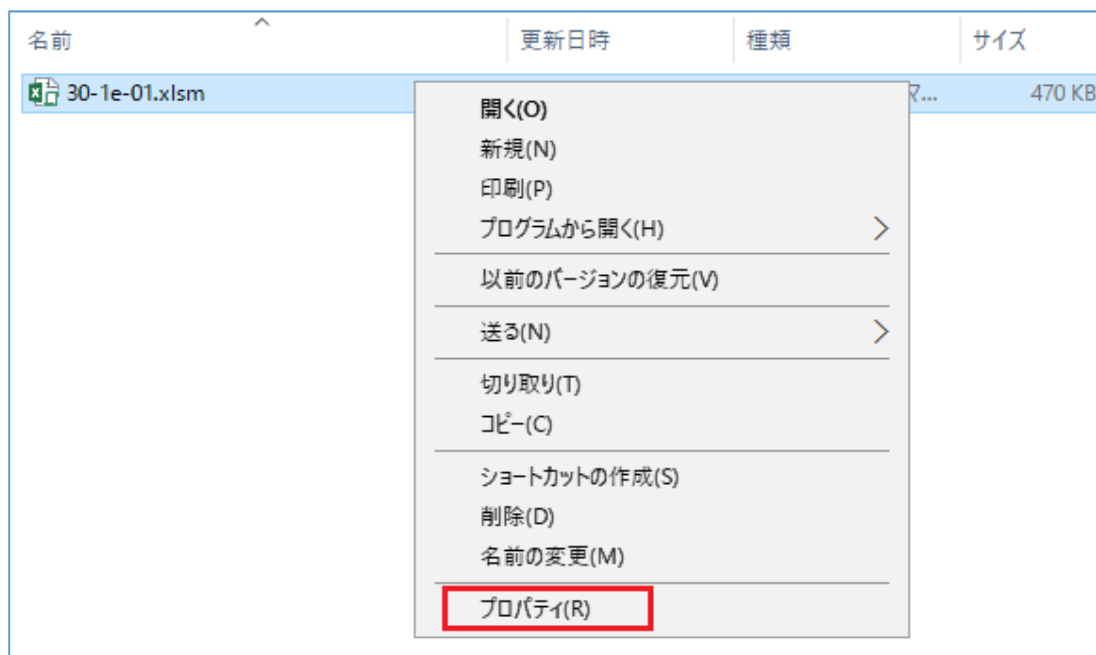 名前 更新日時 種類 サイズ
30-1e-01.xlsm マ... 470 KB
開く(O)
新規(N)
印刷(P)
プログラムから開く(H)
以前のバージョンの復元(V)
送る(N)
切り取り(T)
コピー(C)
ショートカットの作成(S)
削除(D)
名前の変更(M)
プロパティ(R)